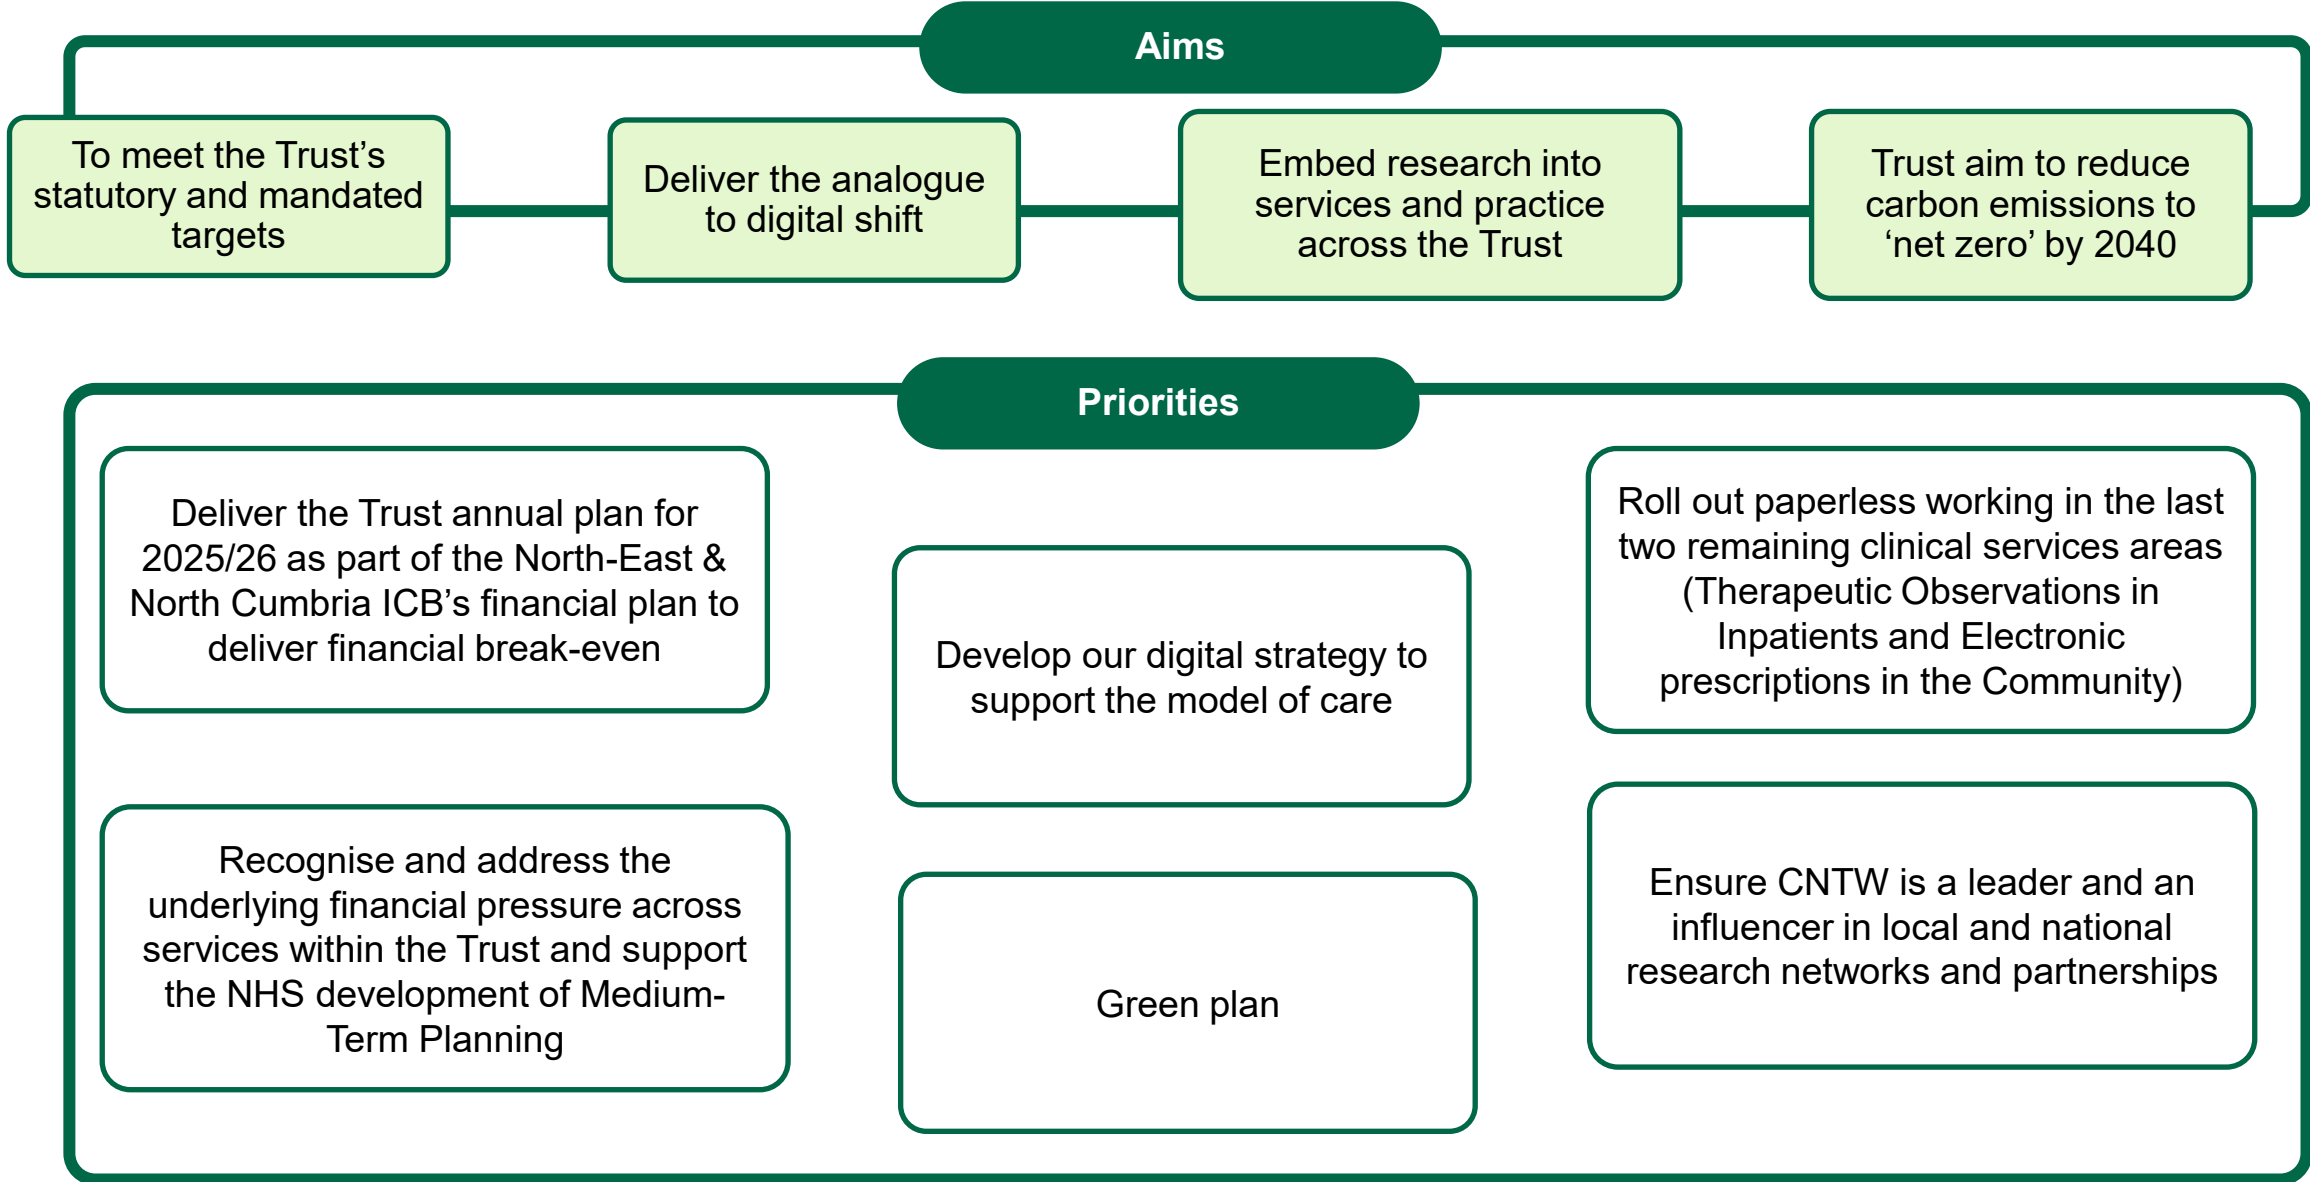 Aims
To meet the Trust’s
statutory and mandated
targets
Deliver the analogue
to digital shift
Embed research into
services and practice
across the Trust
Trust aim to reduce
carbon emissions to
‘net zero’ by 2040
Priorities
Deliver the Trust annual plan for
2025/26 as part of the North-East &
North Cumbria ICB’s financial plan to
deliver financial break-even
Develop our digital strategy to
support the model of care
Roll out paperless working in the last
two remaining clinical services areas
(Therapeutic Observations in
Inpatients and Electronic
prescriptions in the Community)
Recognise and address the
underlying financial pressure across
services within the Trust and support
the NHS development of Medium-
Term Planning
Green plan
Ensure CNTW is a leader and an
influencer in local and national
research networks and partnerships